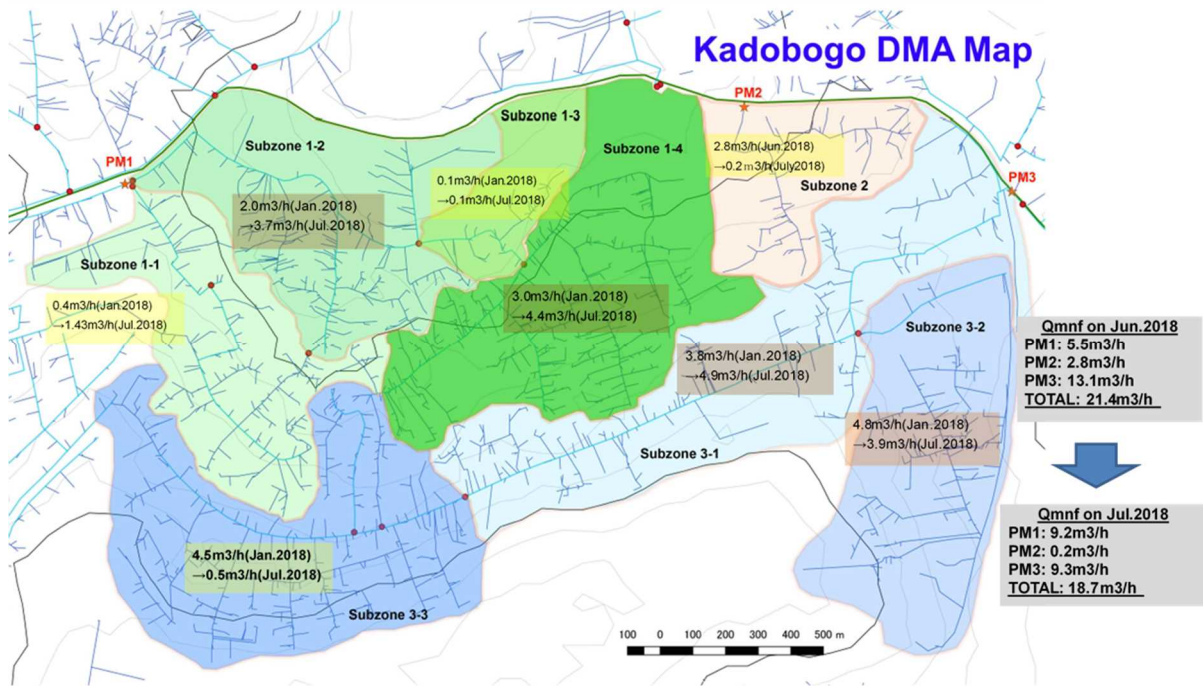 Kadobogo DMA Map
PM1
PM2
PM3
Subzone 1-2
Subzone 1-3
Subzone 1-4
Subzone 2
Subzone 1-1
Subzone 3-2
Subzone 3-1
Subzone 3-3
2.8m3/h(Jun.2018)
→0.2m3/h(July2018)
0.1m3/h(Jan.2018)
→0.1m3/h(Jul.2018)
2.0m3/h(Jan.2018)
→3.7m3/h(Jul.2018)
0.4m3/h(Jan.2018)
→1.43m3/h(Jul.2018)
3.0m3/h(Jan.2018)
→4.4m3/h(Jul.2018)
3.8m3/h(Jan.2018)
→4.9m3/h(Jul.2018)
4.8m3/h(Jan.2018)
→3.9m3/h(Jul.2018)
4.5m3/h(Jan.2018)
→0.5m3/h(Jul.2018)
Qmnf on Jun.2018
PM1: 5.5m3/h
PM2: 2.8m3/h
PM3: 13.1m3/h
TOTAL: 21.4m3/h
Qmnf on Jul.2018
PM1: 9.2m3/h
PM2: 0.2m3/h
PM3: 9.3m3/h
TOTAL: 18.7m3/h
100 0 100 200 300 400 500 m